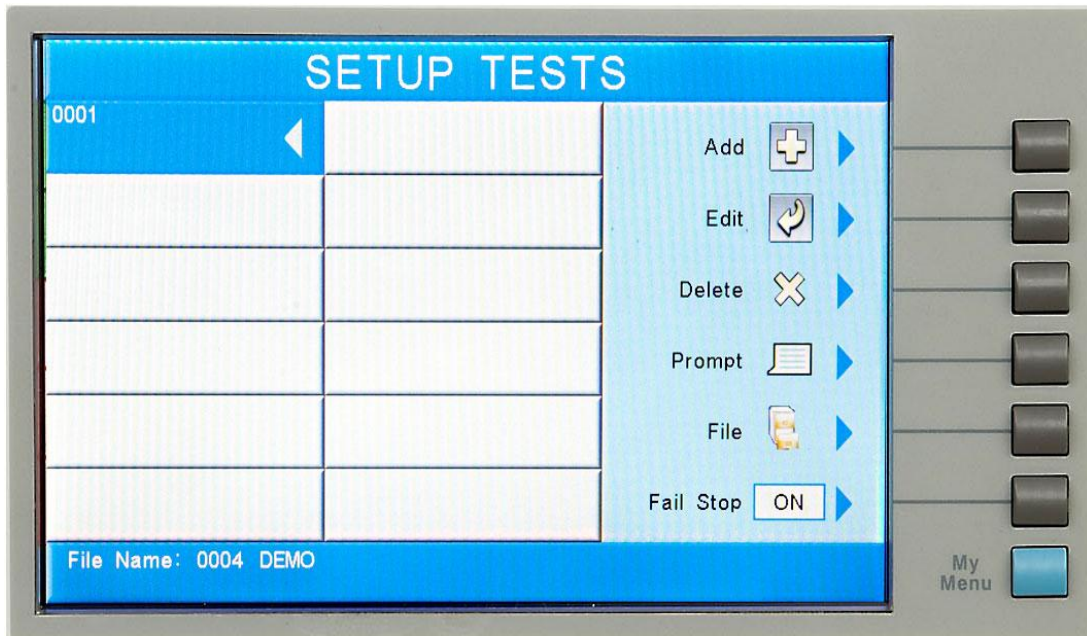 SETUP TESTS
0001
Add
Edit
Delete
Prompt
File
Fail Stop ON
File Name: 0004 DEMO
My
Menu